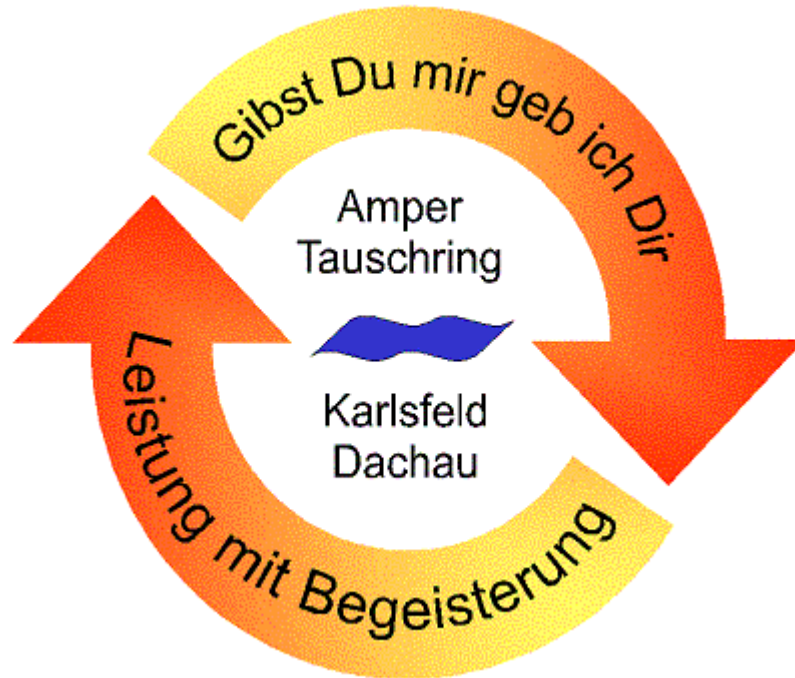 Gibst Du mir geb ich Dir
Amper
Tauschring
Karlsfeld
Dachau
Leistung mit Begeisterung